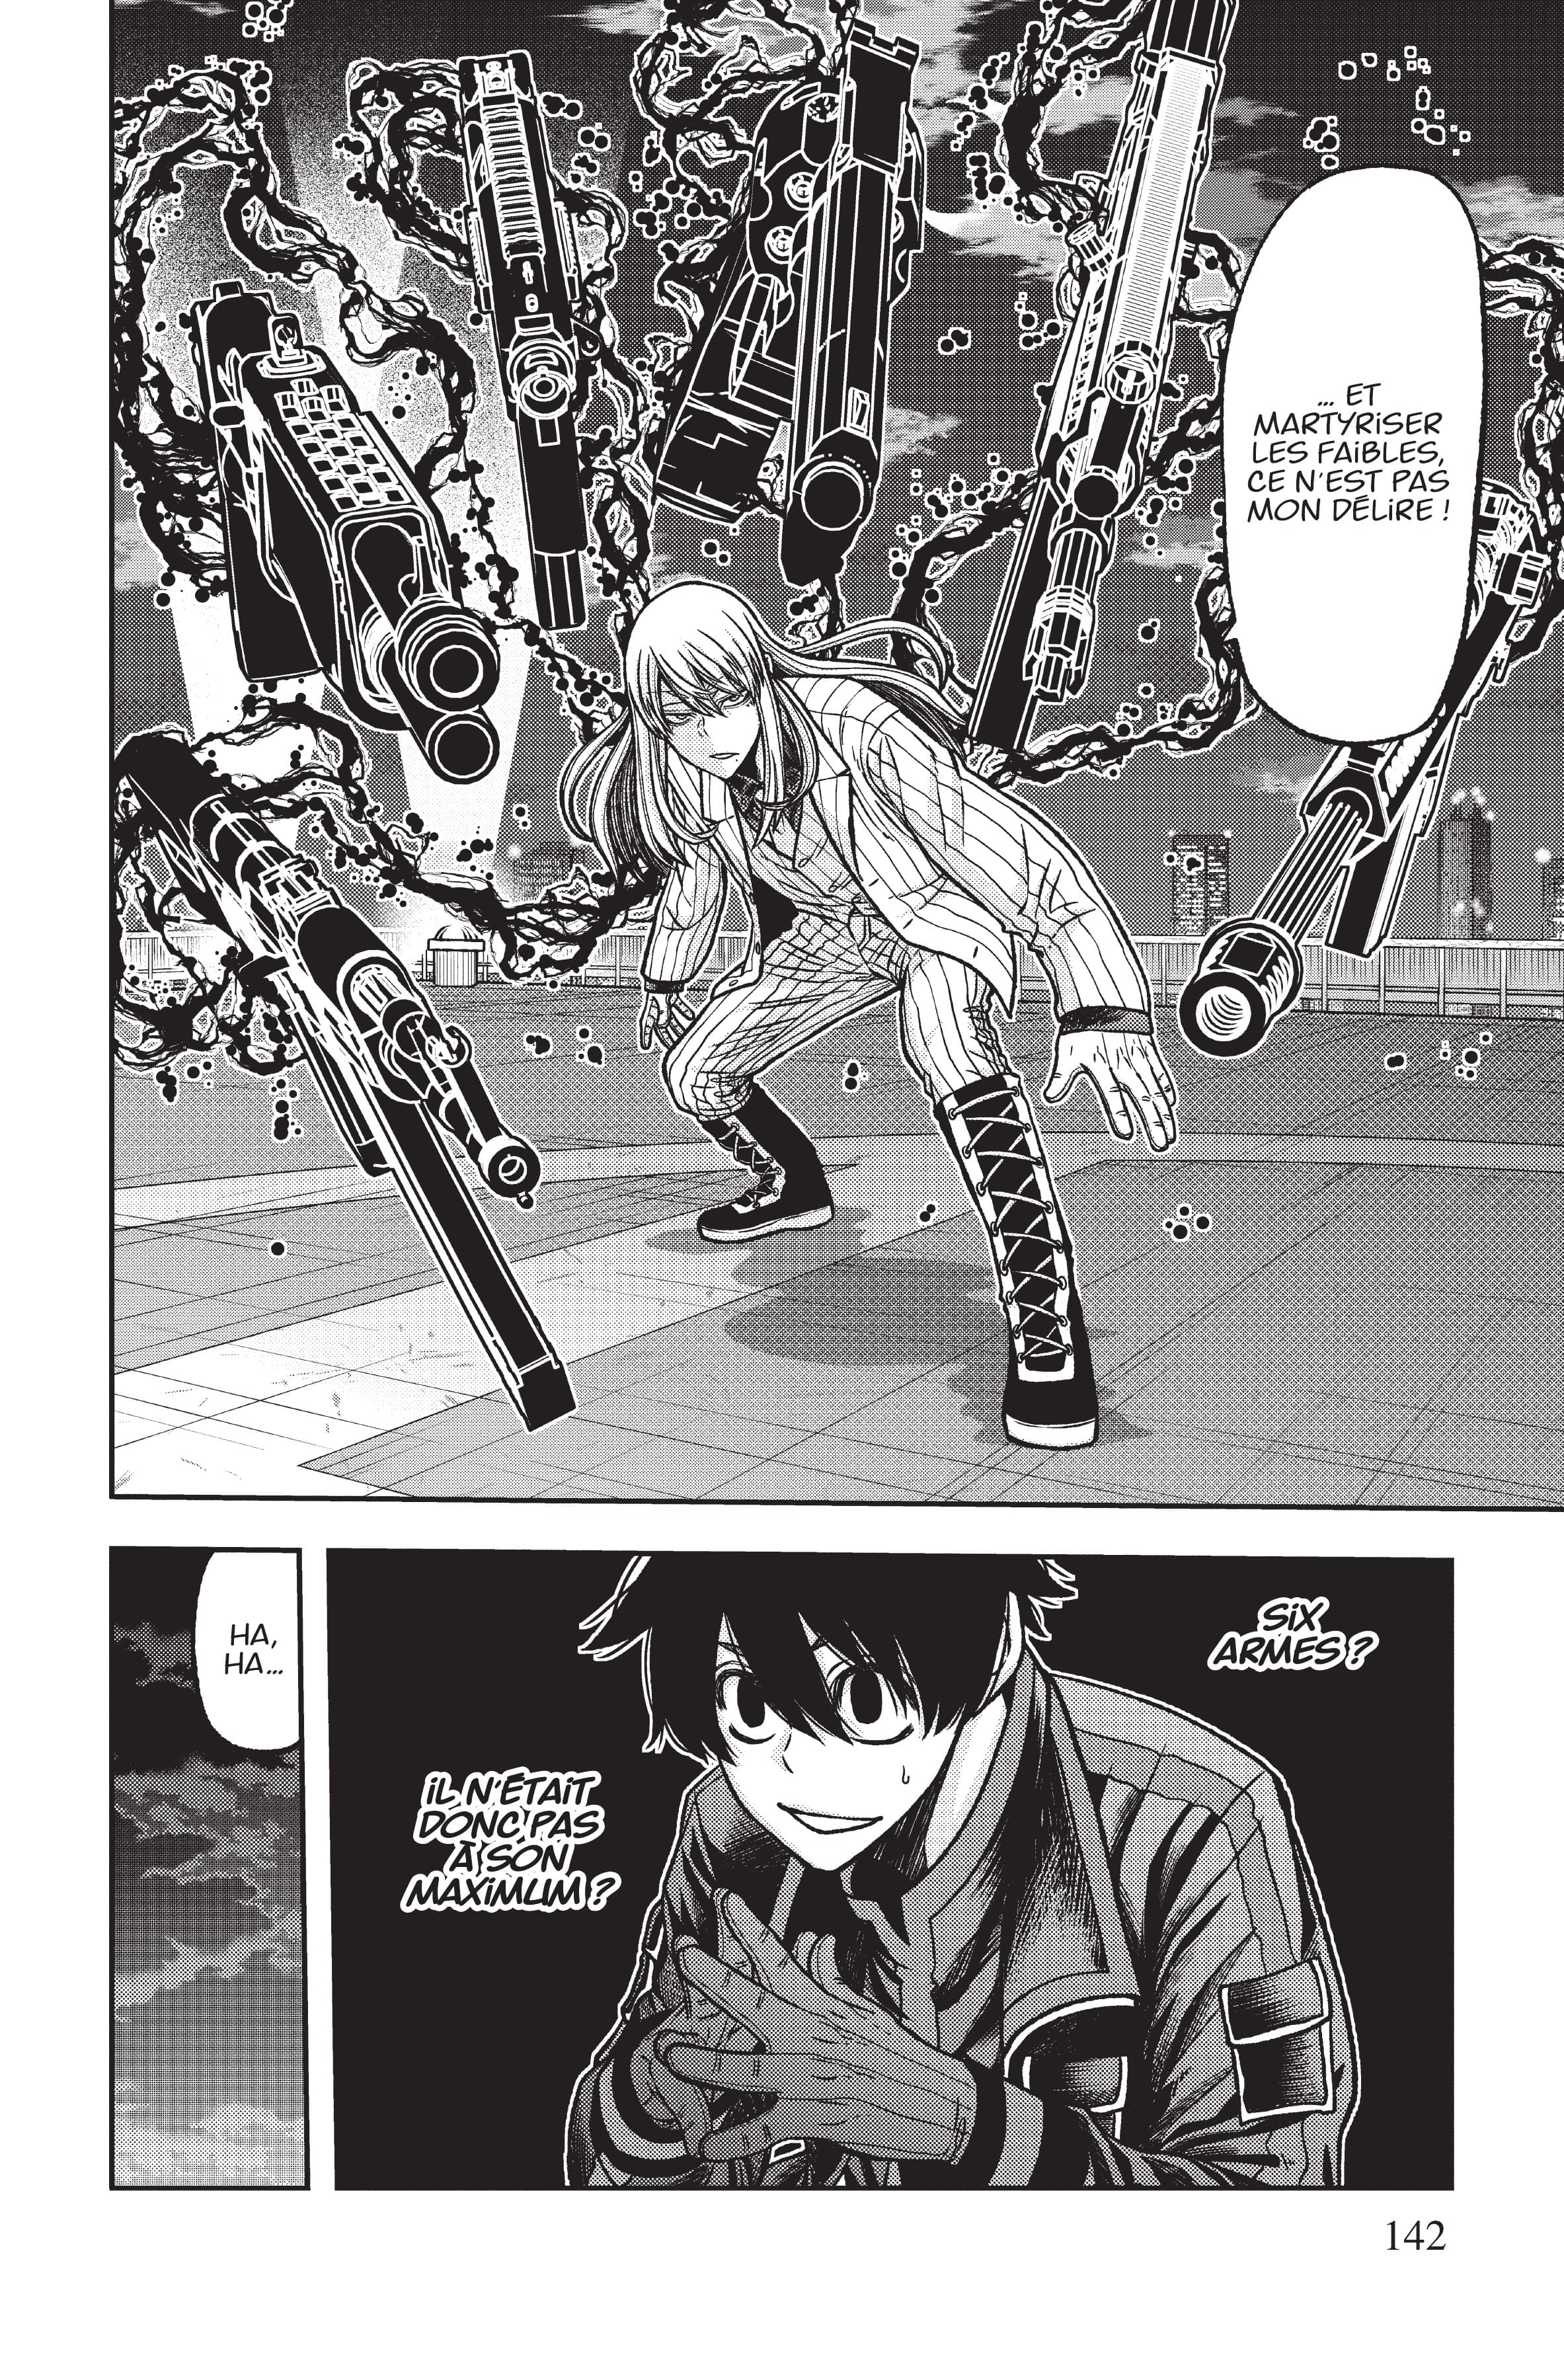 ... ET
MARTYRISER
LES FAIBLES,
CE N'EST PAS
MON DÉLIRE !
SIX
ARMES ?
IL N'ÉTAIT
DONC PAS
À SON
MAXIMUM ?
HA,
HA...
142